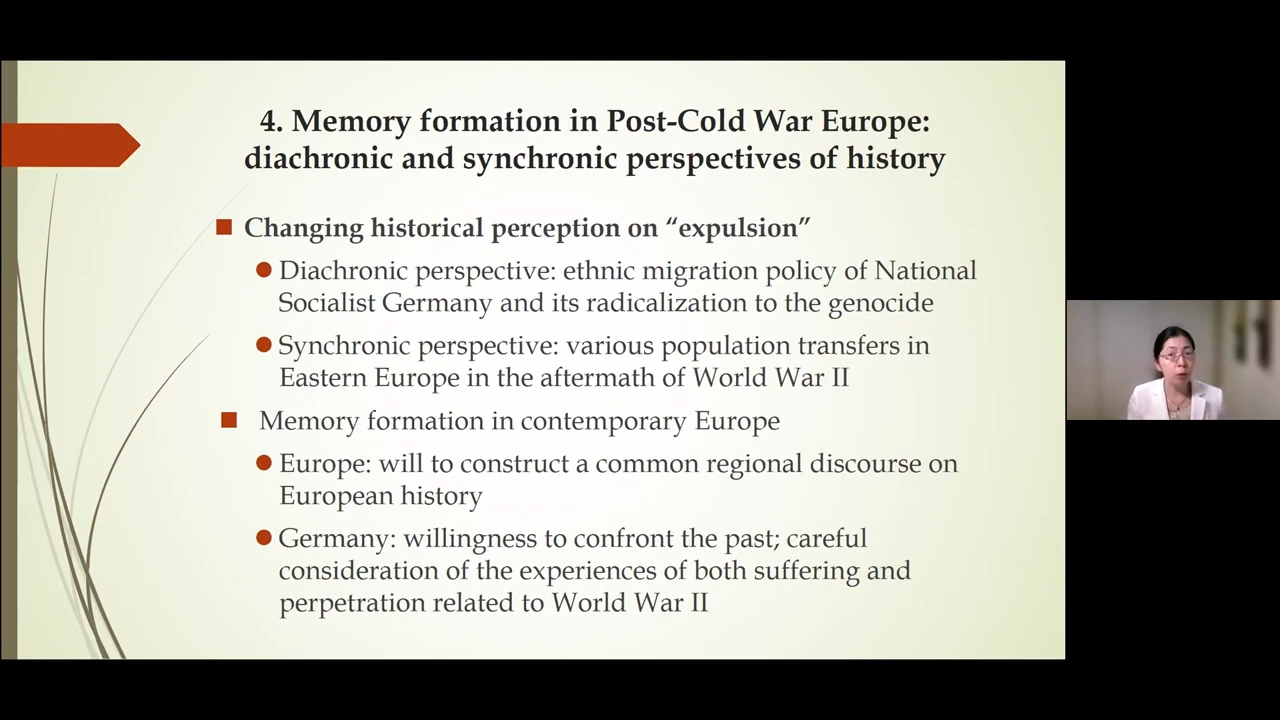 4. Memory formation in Post-Cold War Europe:
diachronic and synchronic perspectives of history
Changing historical perception on “expulsion”
Diachronic perspective: ethnic migration policy of National
Socialist Germany and its radicalization to the genocide
Synchronic perspective: various population transfers in
Eastern Europe in the aftermath of World War II
Memory formation in contemporary Europe
Europe: will to construct a common regional discourse on
European history
Germany: willingness to confront the past; careful
consideration of the experiences of both suffering and
perpetration related to World War II